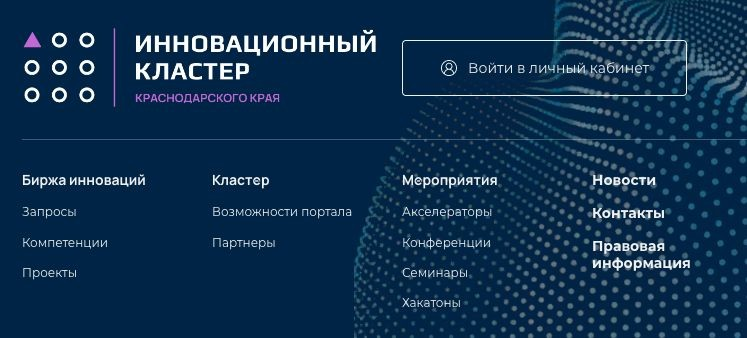 ИННОВАЦИОННЫЙ
КЛАСТЕР
КРАСНОДАРСКОГО КРАЯ
Войти в личный кабинет
Биржа инноваций
Запросы
Компетенции
Проекты
Кластер
Возможности портала
Партнеры
Мероприятия
Акселераторы
Конференции
Семинары
Хакатоны
Новости
Контакты
Правовая
информация